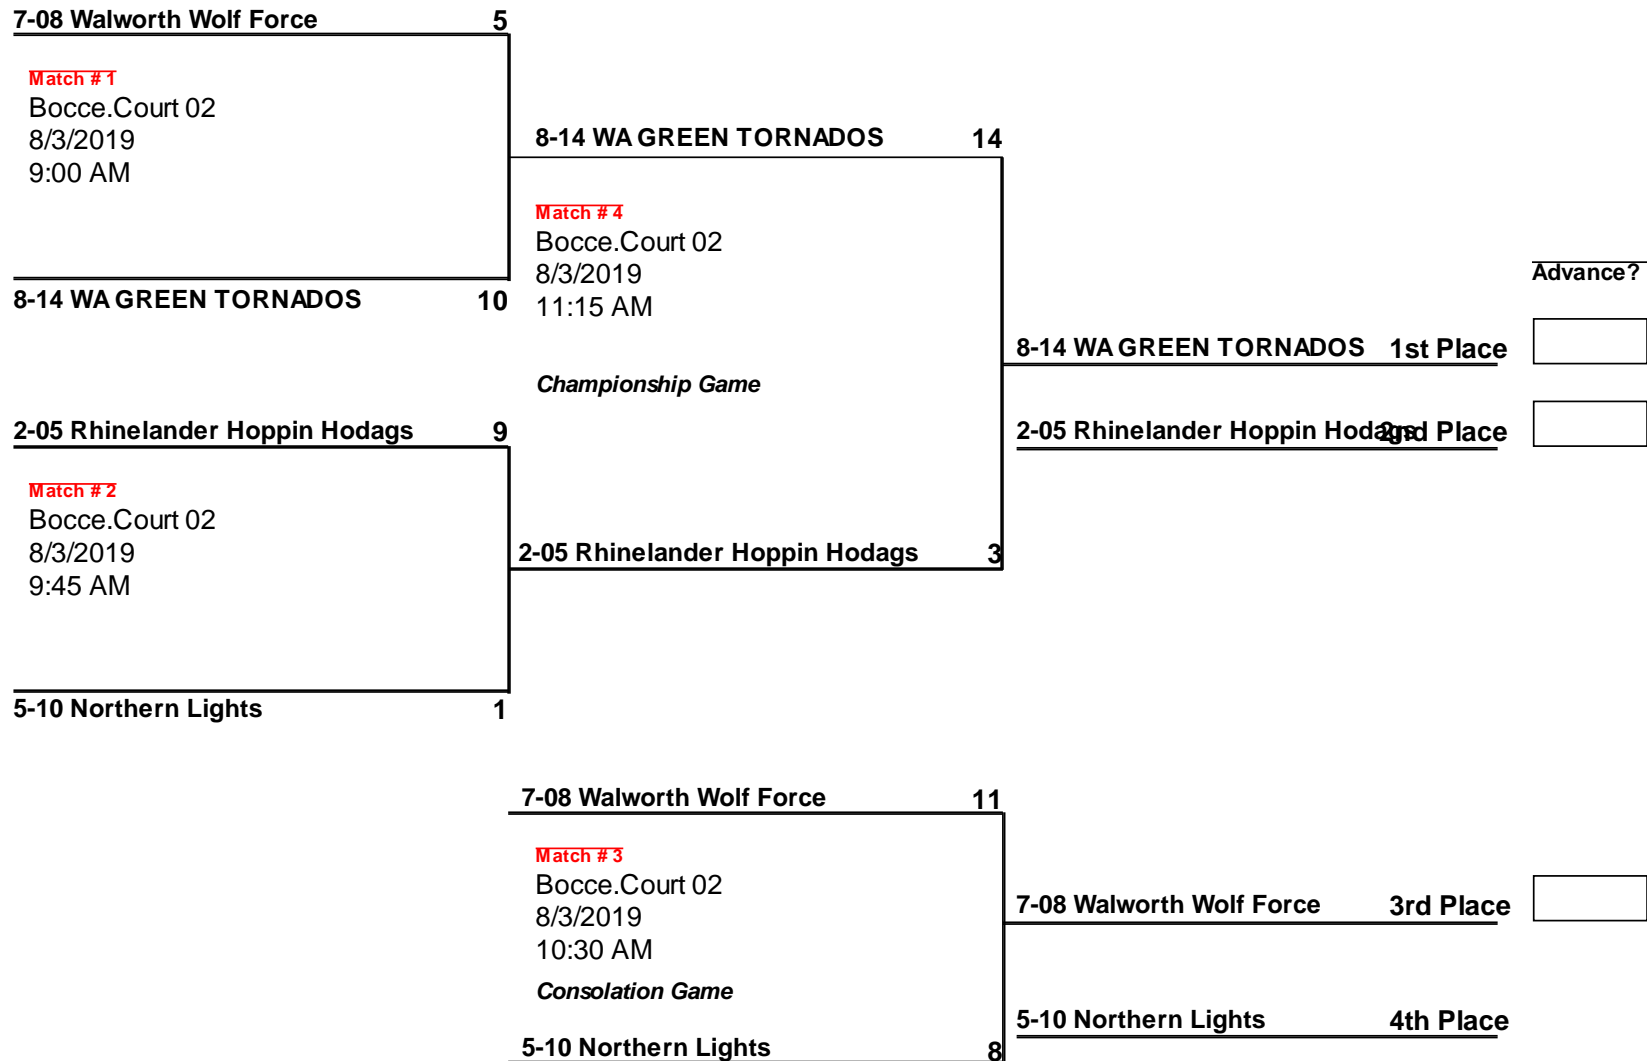 7-08 Walworth Wolf Force 5
Match # 1
Bocce.Court 02
8/3/2019
9:00 AM
8-14 WA GREEN TORNADOS 10
2-05 Rhinelander Hoppin Hodags 9
Match # 2
Bocce.Court 02
8/3/2019
9:45 AM
5-10 Northern Lights 1
8-14 WA GREEN TORNADOS 14
Match # 4
Bocce.Court 02
8/3/2019
11:15 AM
Championship Game
2-05 Rhinelander Hoppin Hodags 3
Advance?
8-14 WA GREEN TORNADOS 1st Place
2-05 Rhinelander Hoppin Hodags 2nd Place
7-08 Walworth Wolf Force 11
Match # 3
Bocce.Court 02
8/3/2019
10:30 AM
Consolation Game
5-10 Northern Lights 8
7-08 Walworth Wolf Force 3rd Place
5-10 Northern Lights 4th Place